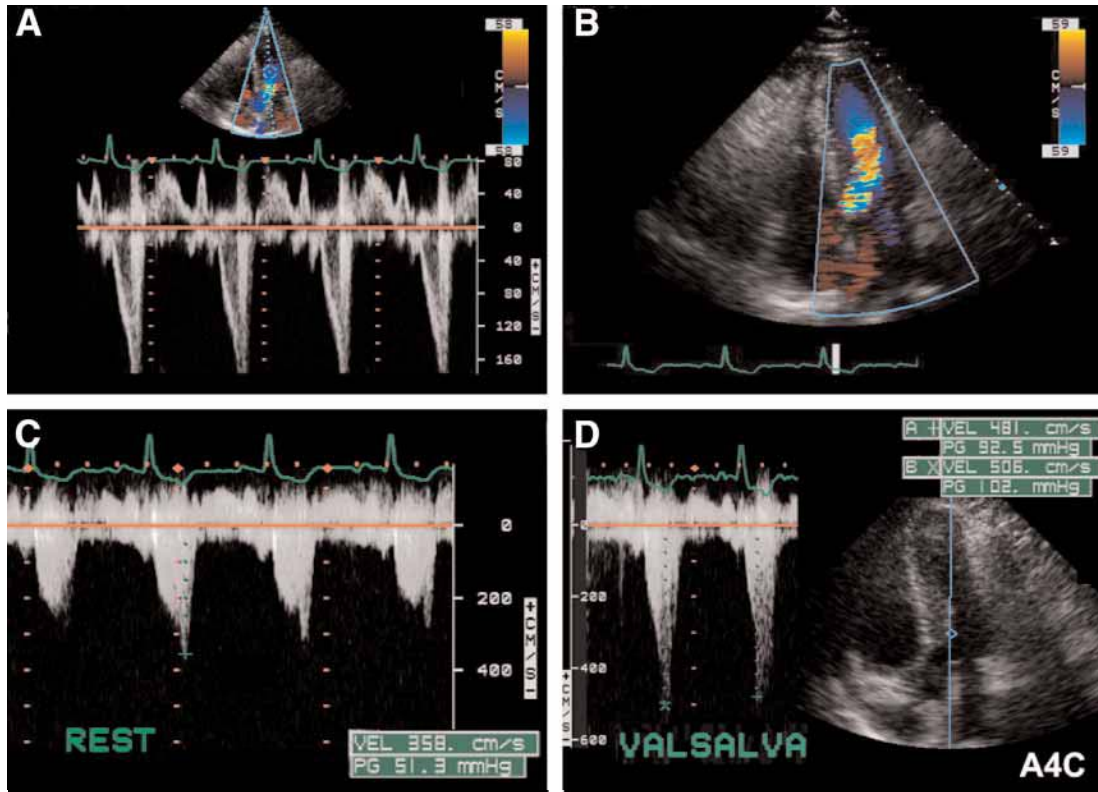 A
58
CM/S
58
80
40
0
40
80
120
160
+CM/S-
B
59
CM/S
59
C
0
200
400
+CM/S-
REST
VEL 358. cm/s
PG 51.3 mmHg
D
A + VEL 481. cm/s
PG 92.5 mmHg
B X VEL 506. cm/s
PG 102. mmHg
0
200
400
600
+CM/S-
VALSALVA
A4C